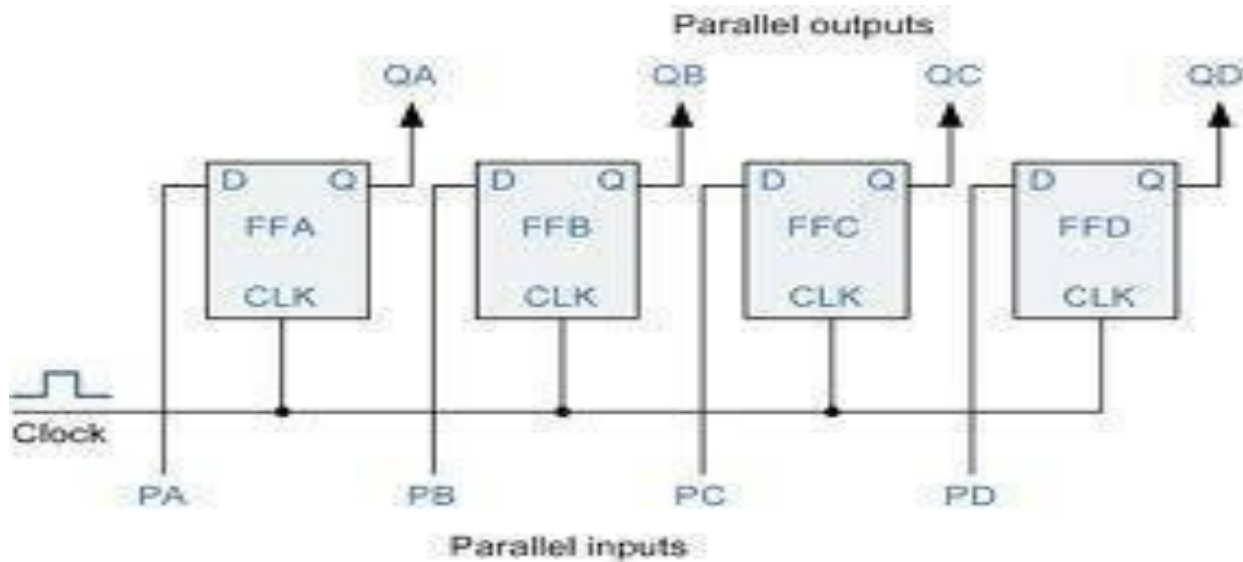 Parallel outputs
QA QB QC QD
D Q D Q D Q D Q
FFA FFB FFC FFD
CLK CLK CLK CLK
Clock
PA PB PC PD
Parallel inputs